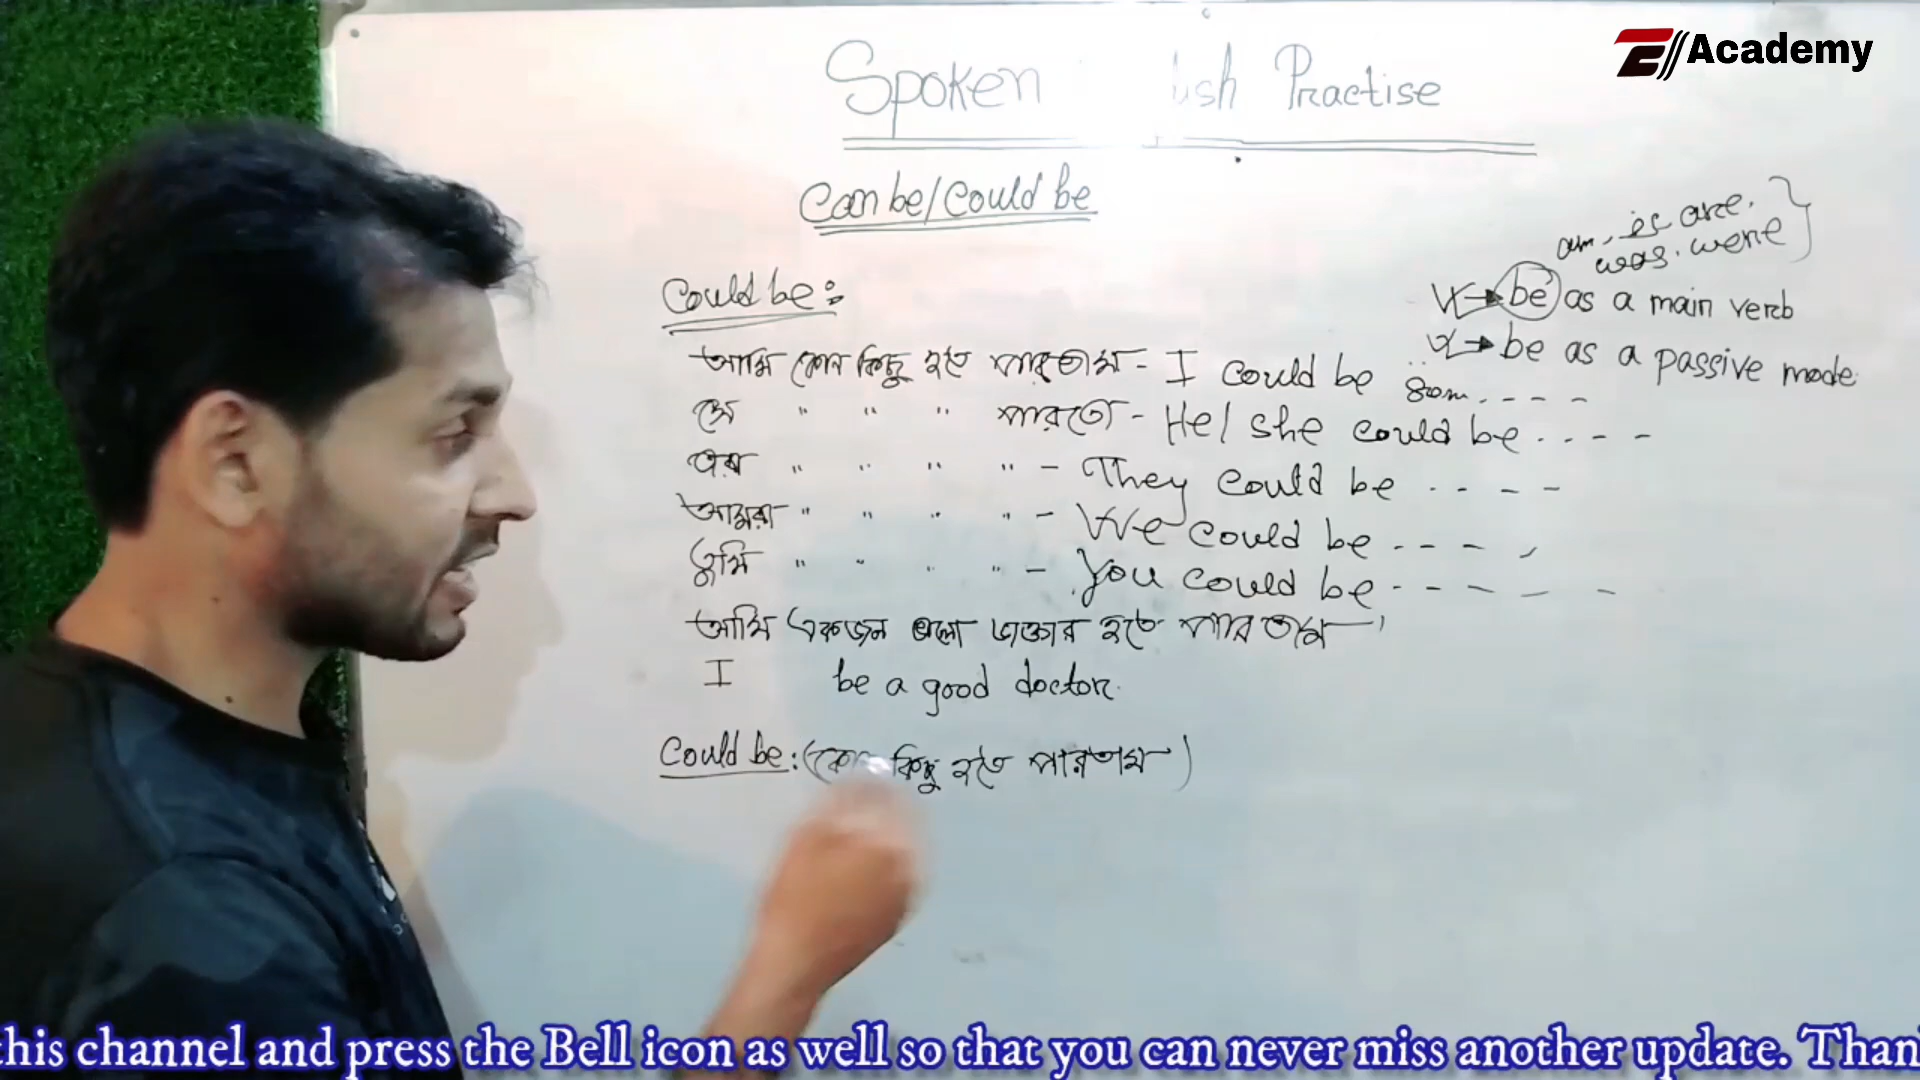 Academy
Spoken lish Practise
Can be/Could be
am, is are.
was. were
Could be:
be as a main verb
be as a passive mode
আমি কোন কিছু হতে পারতাম - I could be som. - - - -
সে " " " পারতো - He/ She could be. - - - -
" " " " - They could be - - - -
আমরা " " " " - We could be - - - -
তুমি " " " " - You could be - - - - -
আমি একজন ভালো ডাক্তার হতে পারতাম
I be a good doctor.
Could be: ( কিছু হতে পারতাম )
this channel and press the Bell icon as well so that you can never miss another update. Than